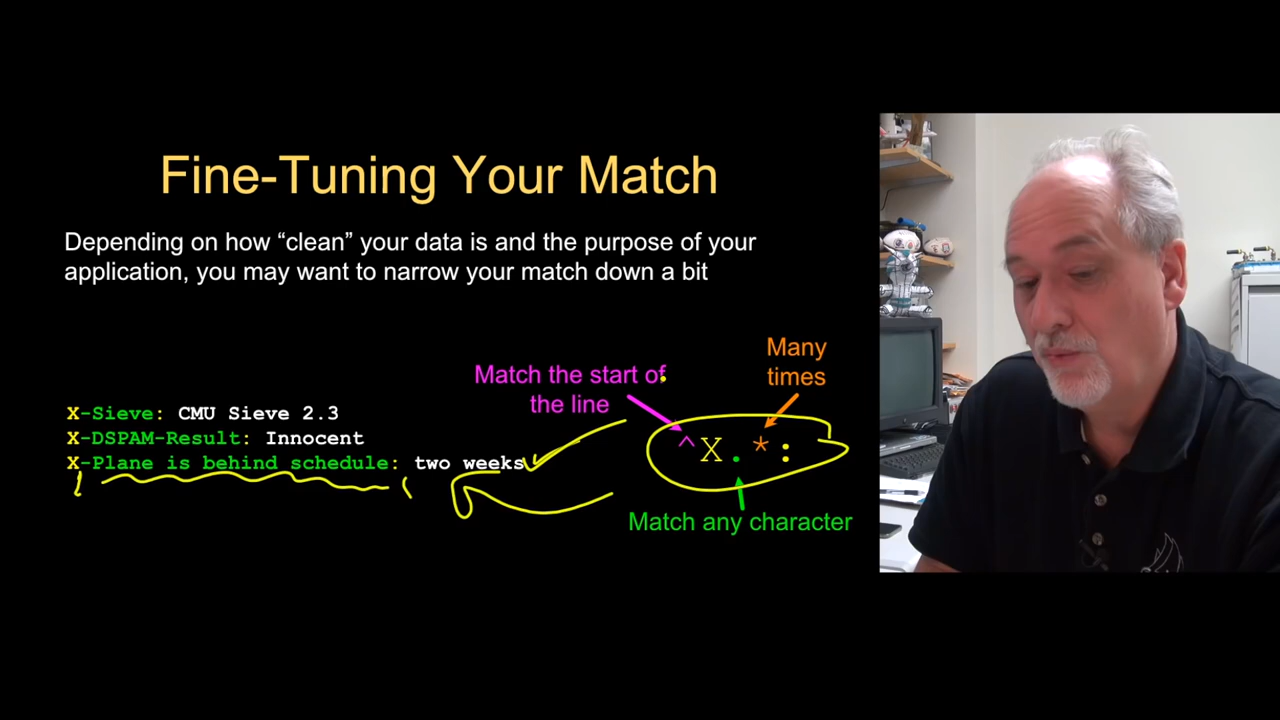 Fine-Tuning Your Match
Depending on how “clean” your data is and the purpose of your
application, you may want to narrow your match down a bit
Many
times
Match the start of
the line
X-Sieve: CMU Sieve 2.3
X-DSPAM-Result: Innocent
X-Plane is behind schedule: two weeks
^X.*:
Match any character